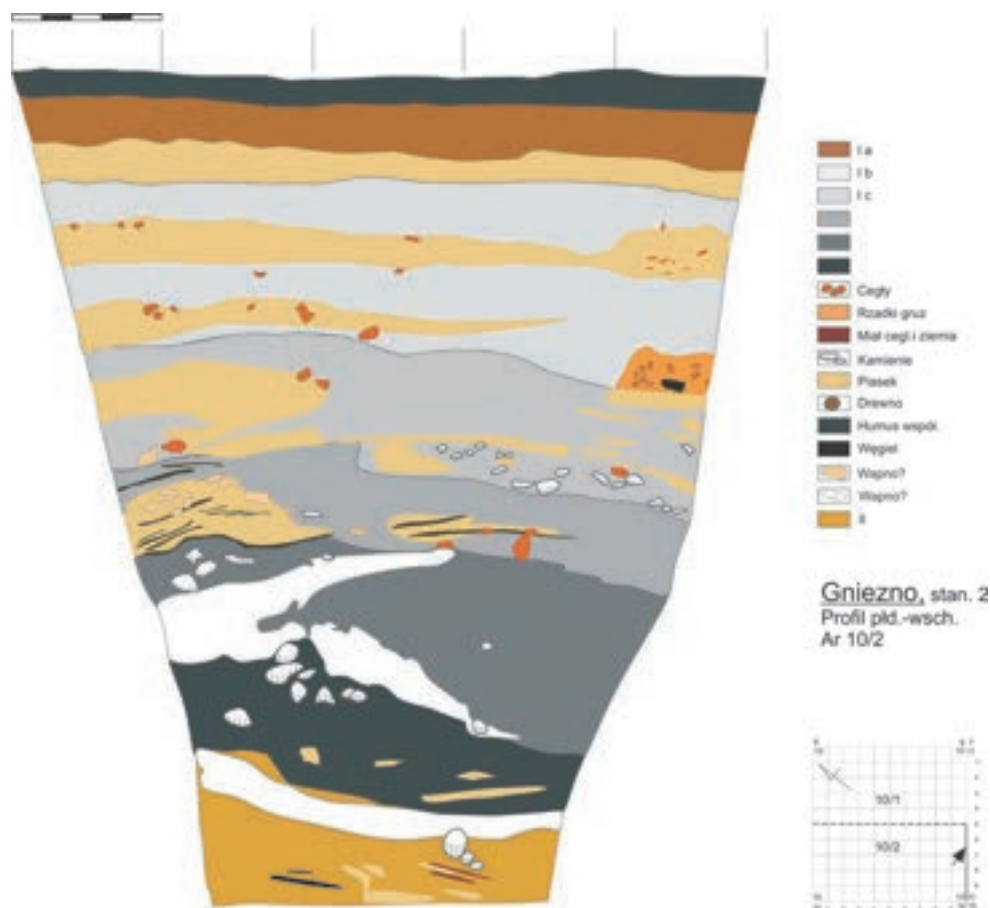 I a
I b
I c
Cegły
Rzadki gruz
Miał cegl.i ziemia
Kamienie
Piasek
Drewno
Humus współ.
Węgiel
Wapno?
Wapno?
II
Gniezno, stan. 2
Profil płd.-wsch.
Ar 10/2
10/1
10/2